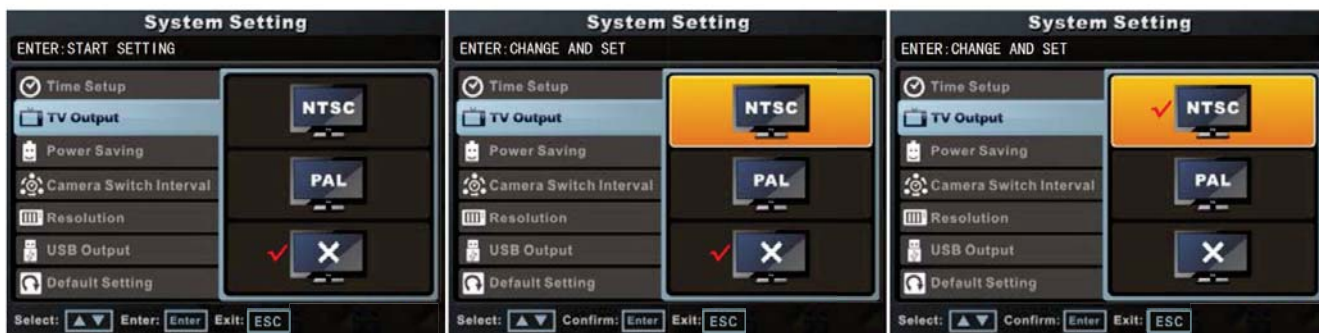 System Setting
ENTER:START SETTING
Time Setup
TV Output
Power Saving
Camera Switch Interval
Resolution
USB Output
Default Setting
NTSC
PAL
Select: Enter: Enter Exit: ESC
System Setting
ENTER:CHANGE AND SET
Time Setup
TV Output
Power Saving
Camera Switch Interval
Resolution
USB Output
Default Setting
NTSC
PAL
Select: Confirm: Enter Exit: ESC
System Setting
ENTER:CHANGE AND SET
Time Setup
TV Output
Power Saving
Camera Switch Interval
Resolution
USB Output
Default Setting
NTSC
PAL
Select: Confirm: Enter Exit: ESC